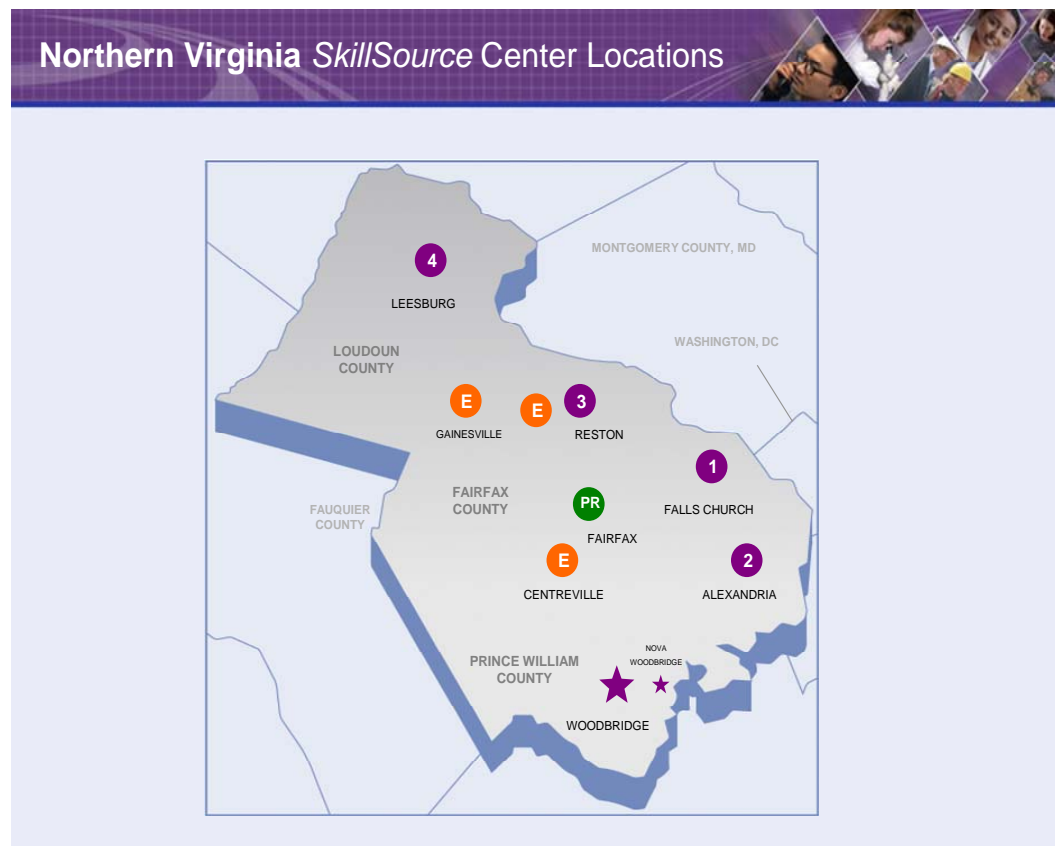 Northern Virginia SkillSource Center Locations
MONTGOMERY COUNTY, MD
4
LEESBURG
WASHINGTON, DC
LOUDOUN
COUNTY
E
E
3
GAINESVILLE
RESTON
1
FAIRFAX
COUNTY
PR
FALLS CHURCH
FAUQUIER
COUNTY
FAIRFAX
E
2
CENTREVILLE
ALEXANDRIA
NOVA
WOODBRIDGE
PRINCE WILLIAM
COUNTY
WOODBRIDGE